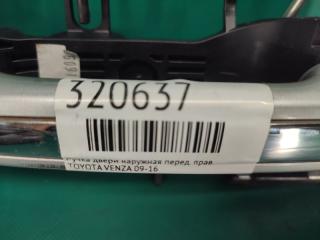 320637
Ручка двери наружная перед. прав.
TOYOTA VENZA 09-16